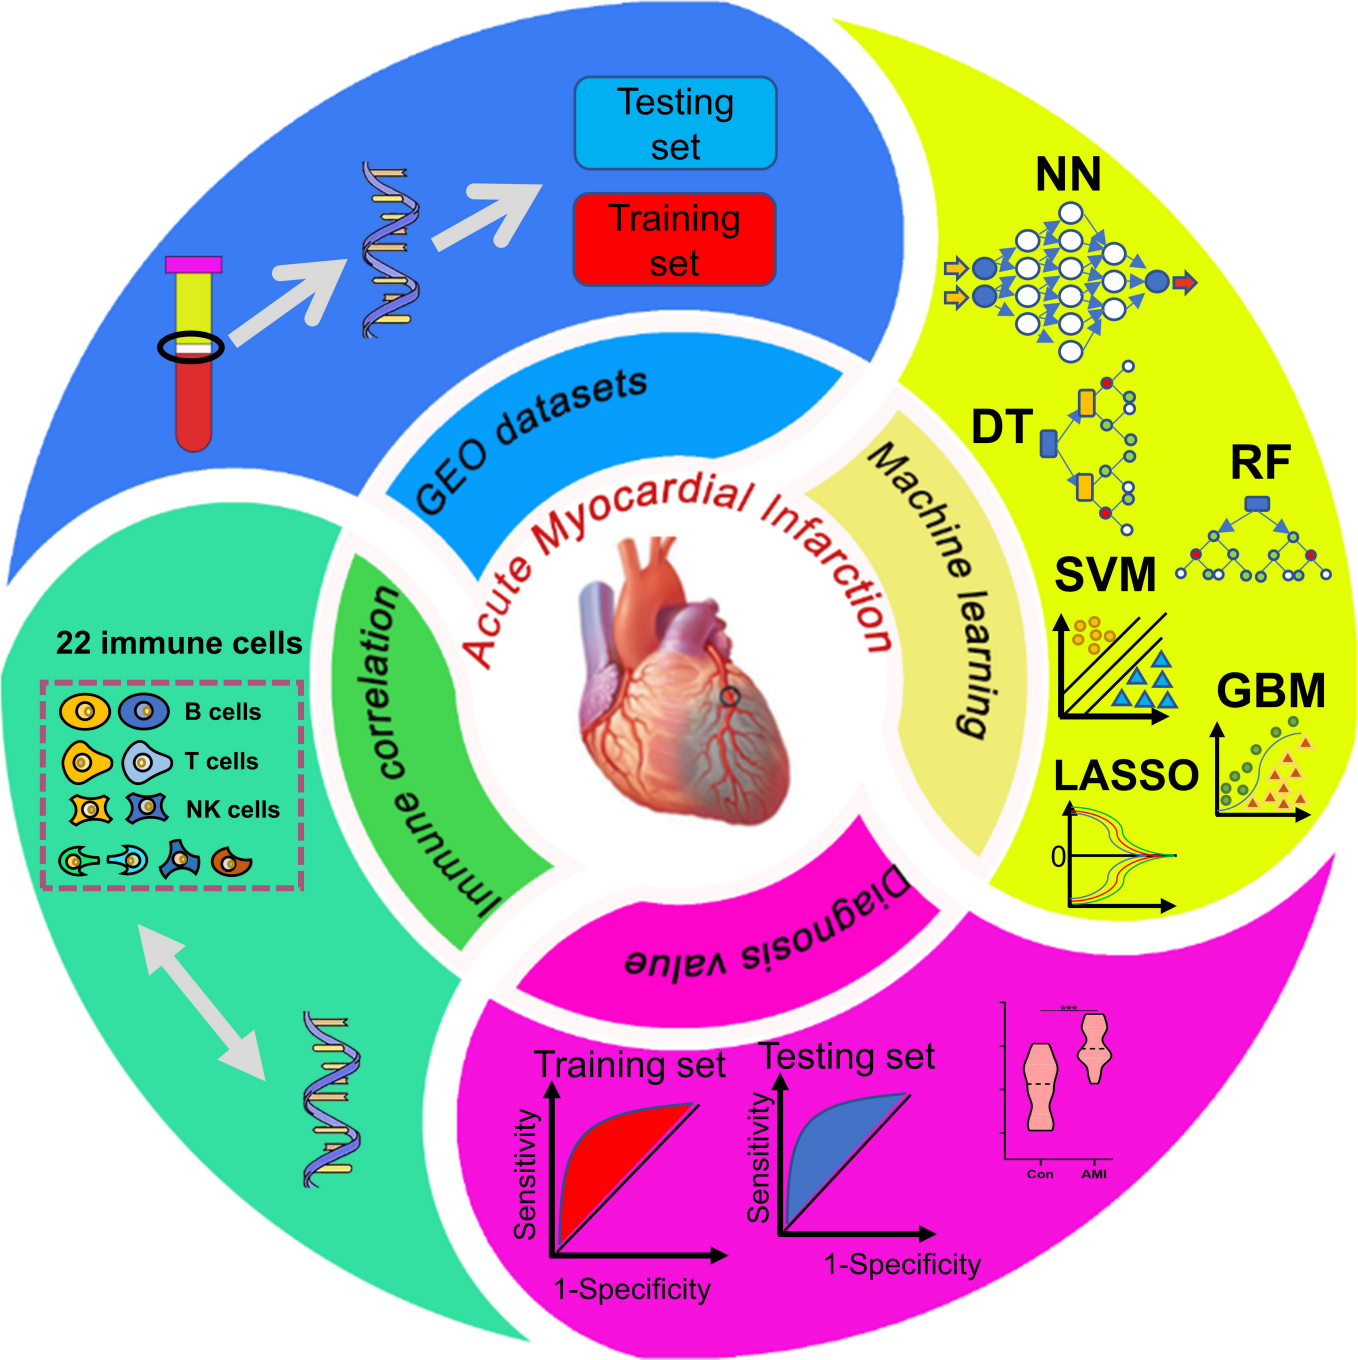 Testing
set
Training
set
GEO datasets
Acute Myocardial Infarction
Machine learning
NN
DT
RF
SVM
GBM
LASSO
0
Immune correlation
22 immune cells
B cells
T cells
NK cells
Diagnosis value
Training set
Sensitivity
1-Specificity
Testing set
Sensitivity
1-Specificity
***
Con
AMI